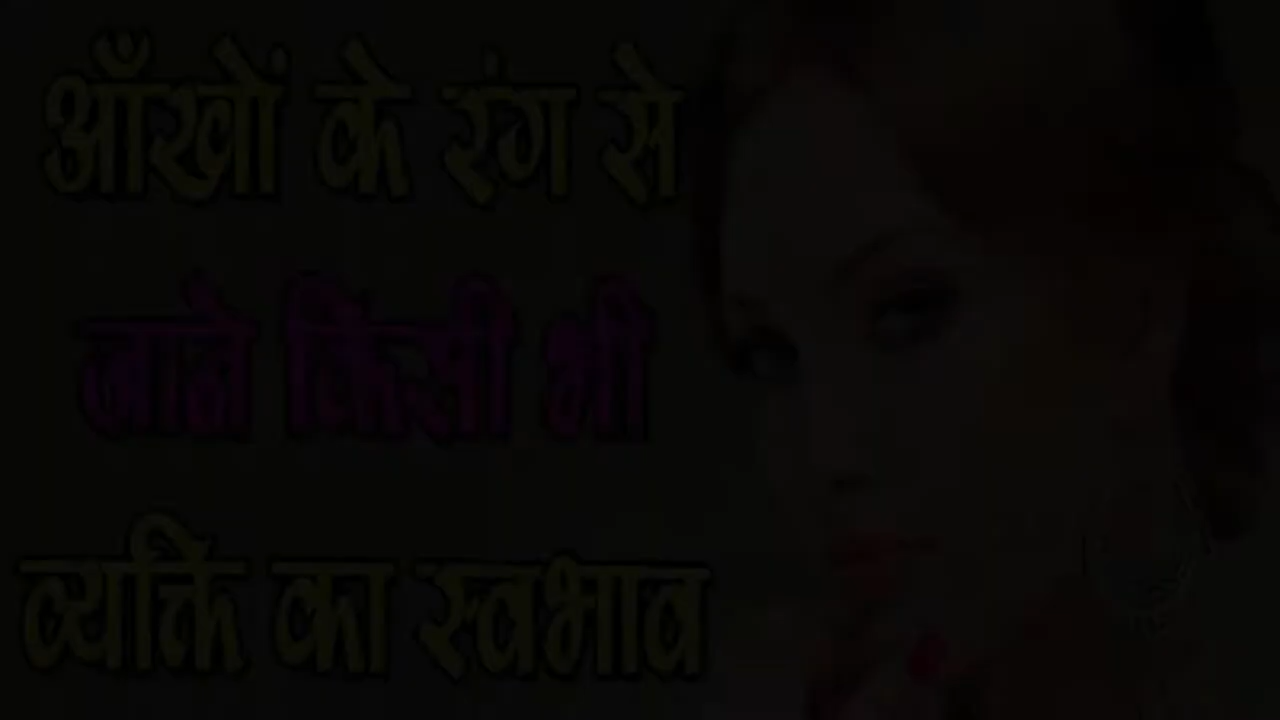 आँखों के रंग से
जाने किसी भी
व्यक्ति का स्वभाव